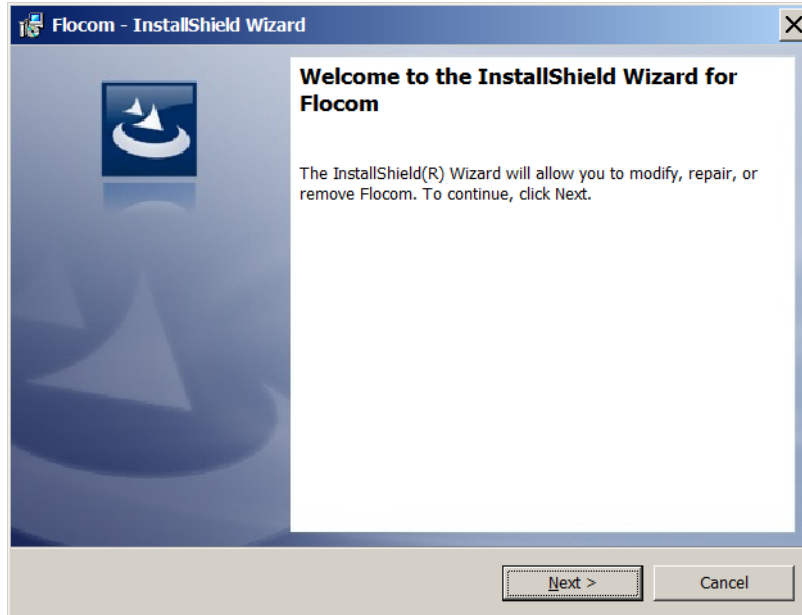 Flocom - InstallShield Wizard
Welcome to the InstallShield Wizard for
Flocom
The InstallShield(R) Wizard will allow you to modify, repair, or
remove Flocom. To continue, click Next.
Next >
Cancel